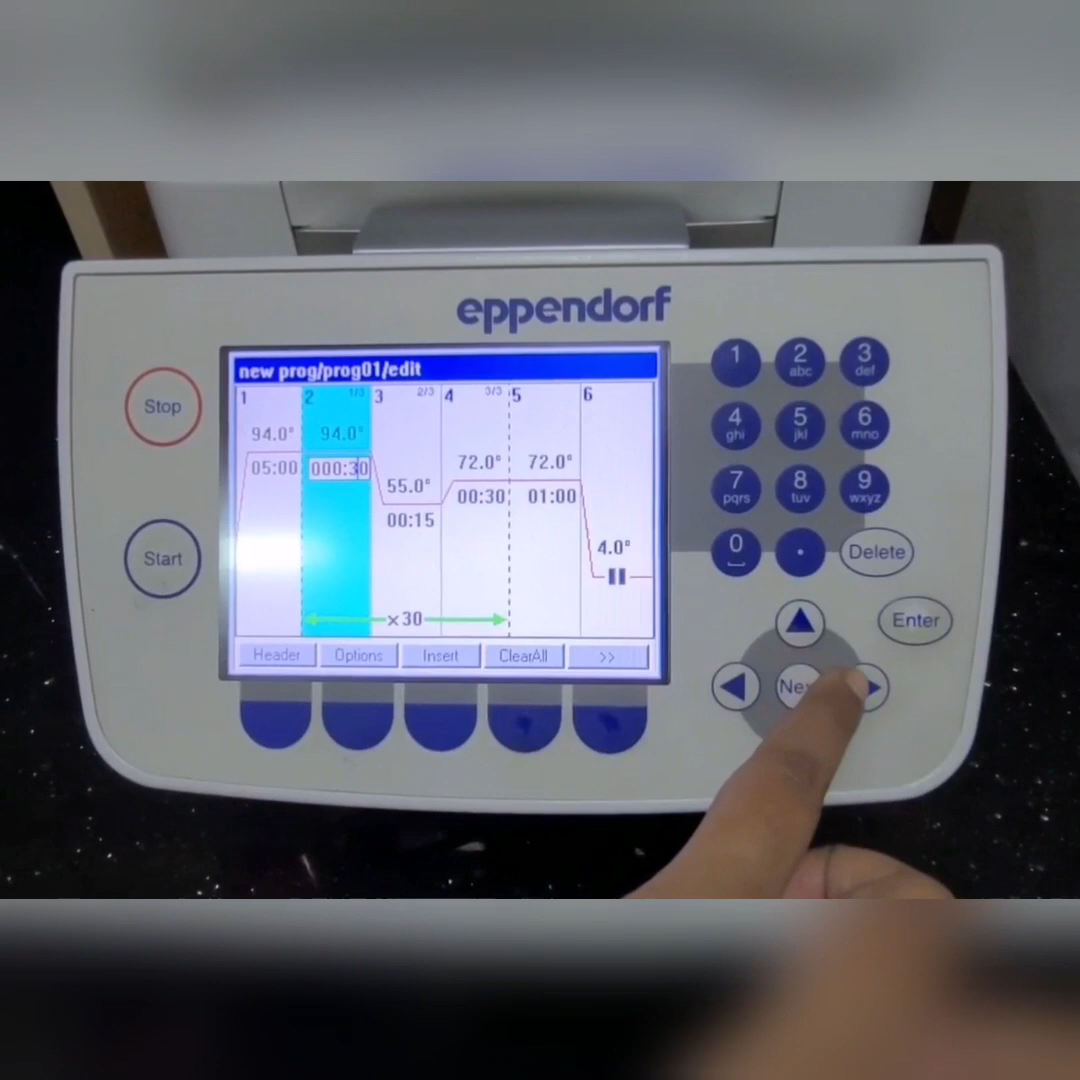 eppendorf
new prog/prog01/edit
1 2 1/3 3 2/3 4 3/3 5 6
94.0° 94.0°
05:00 000:30
55.0°
00:15
72.0° 72.0°
00:30 01:00
4.0°
x30
Header Options Insert ClearAll >>
Stop
Start
1 2 abc 3 def
4 ghi 5 jkl 6 mno
7 pqrs 8 tuv 9 wxyz
0 Delete
Enter